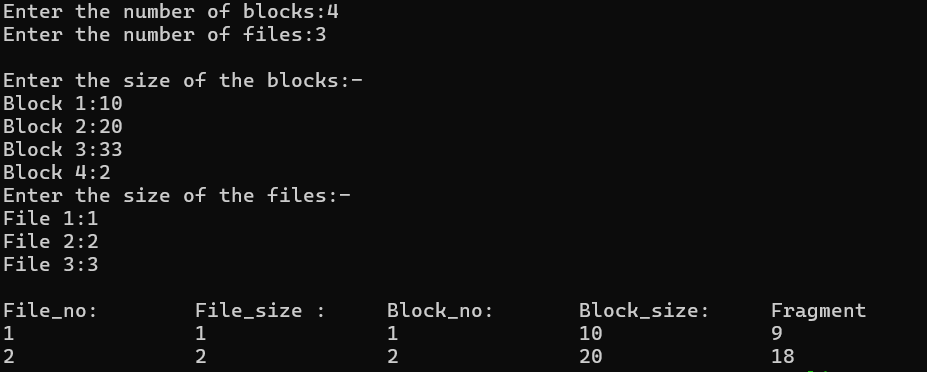 Enter the number of blocks:4
Enter the number of files:3
Enter the size of the blocks:-
Block 1:10
Block 2:20
Block 3:33
Block 4:2
Enter the size of the files:-
File 1:1
File 2:2
File 3:3
File_no: File_size : Block_no: Block_size: Fragment
1 1 1 10 9
2 2 2 20 18